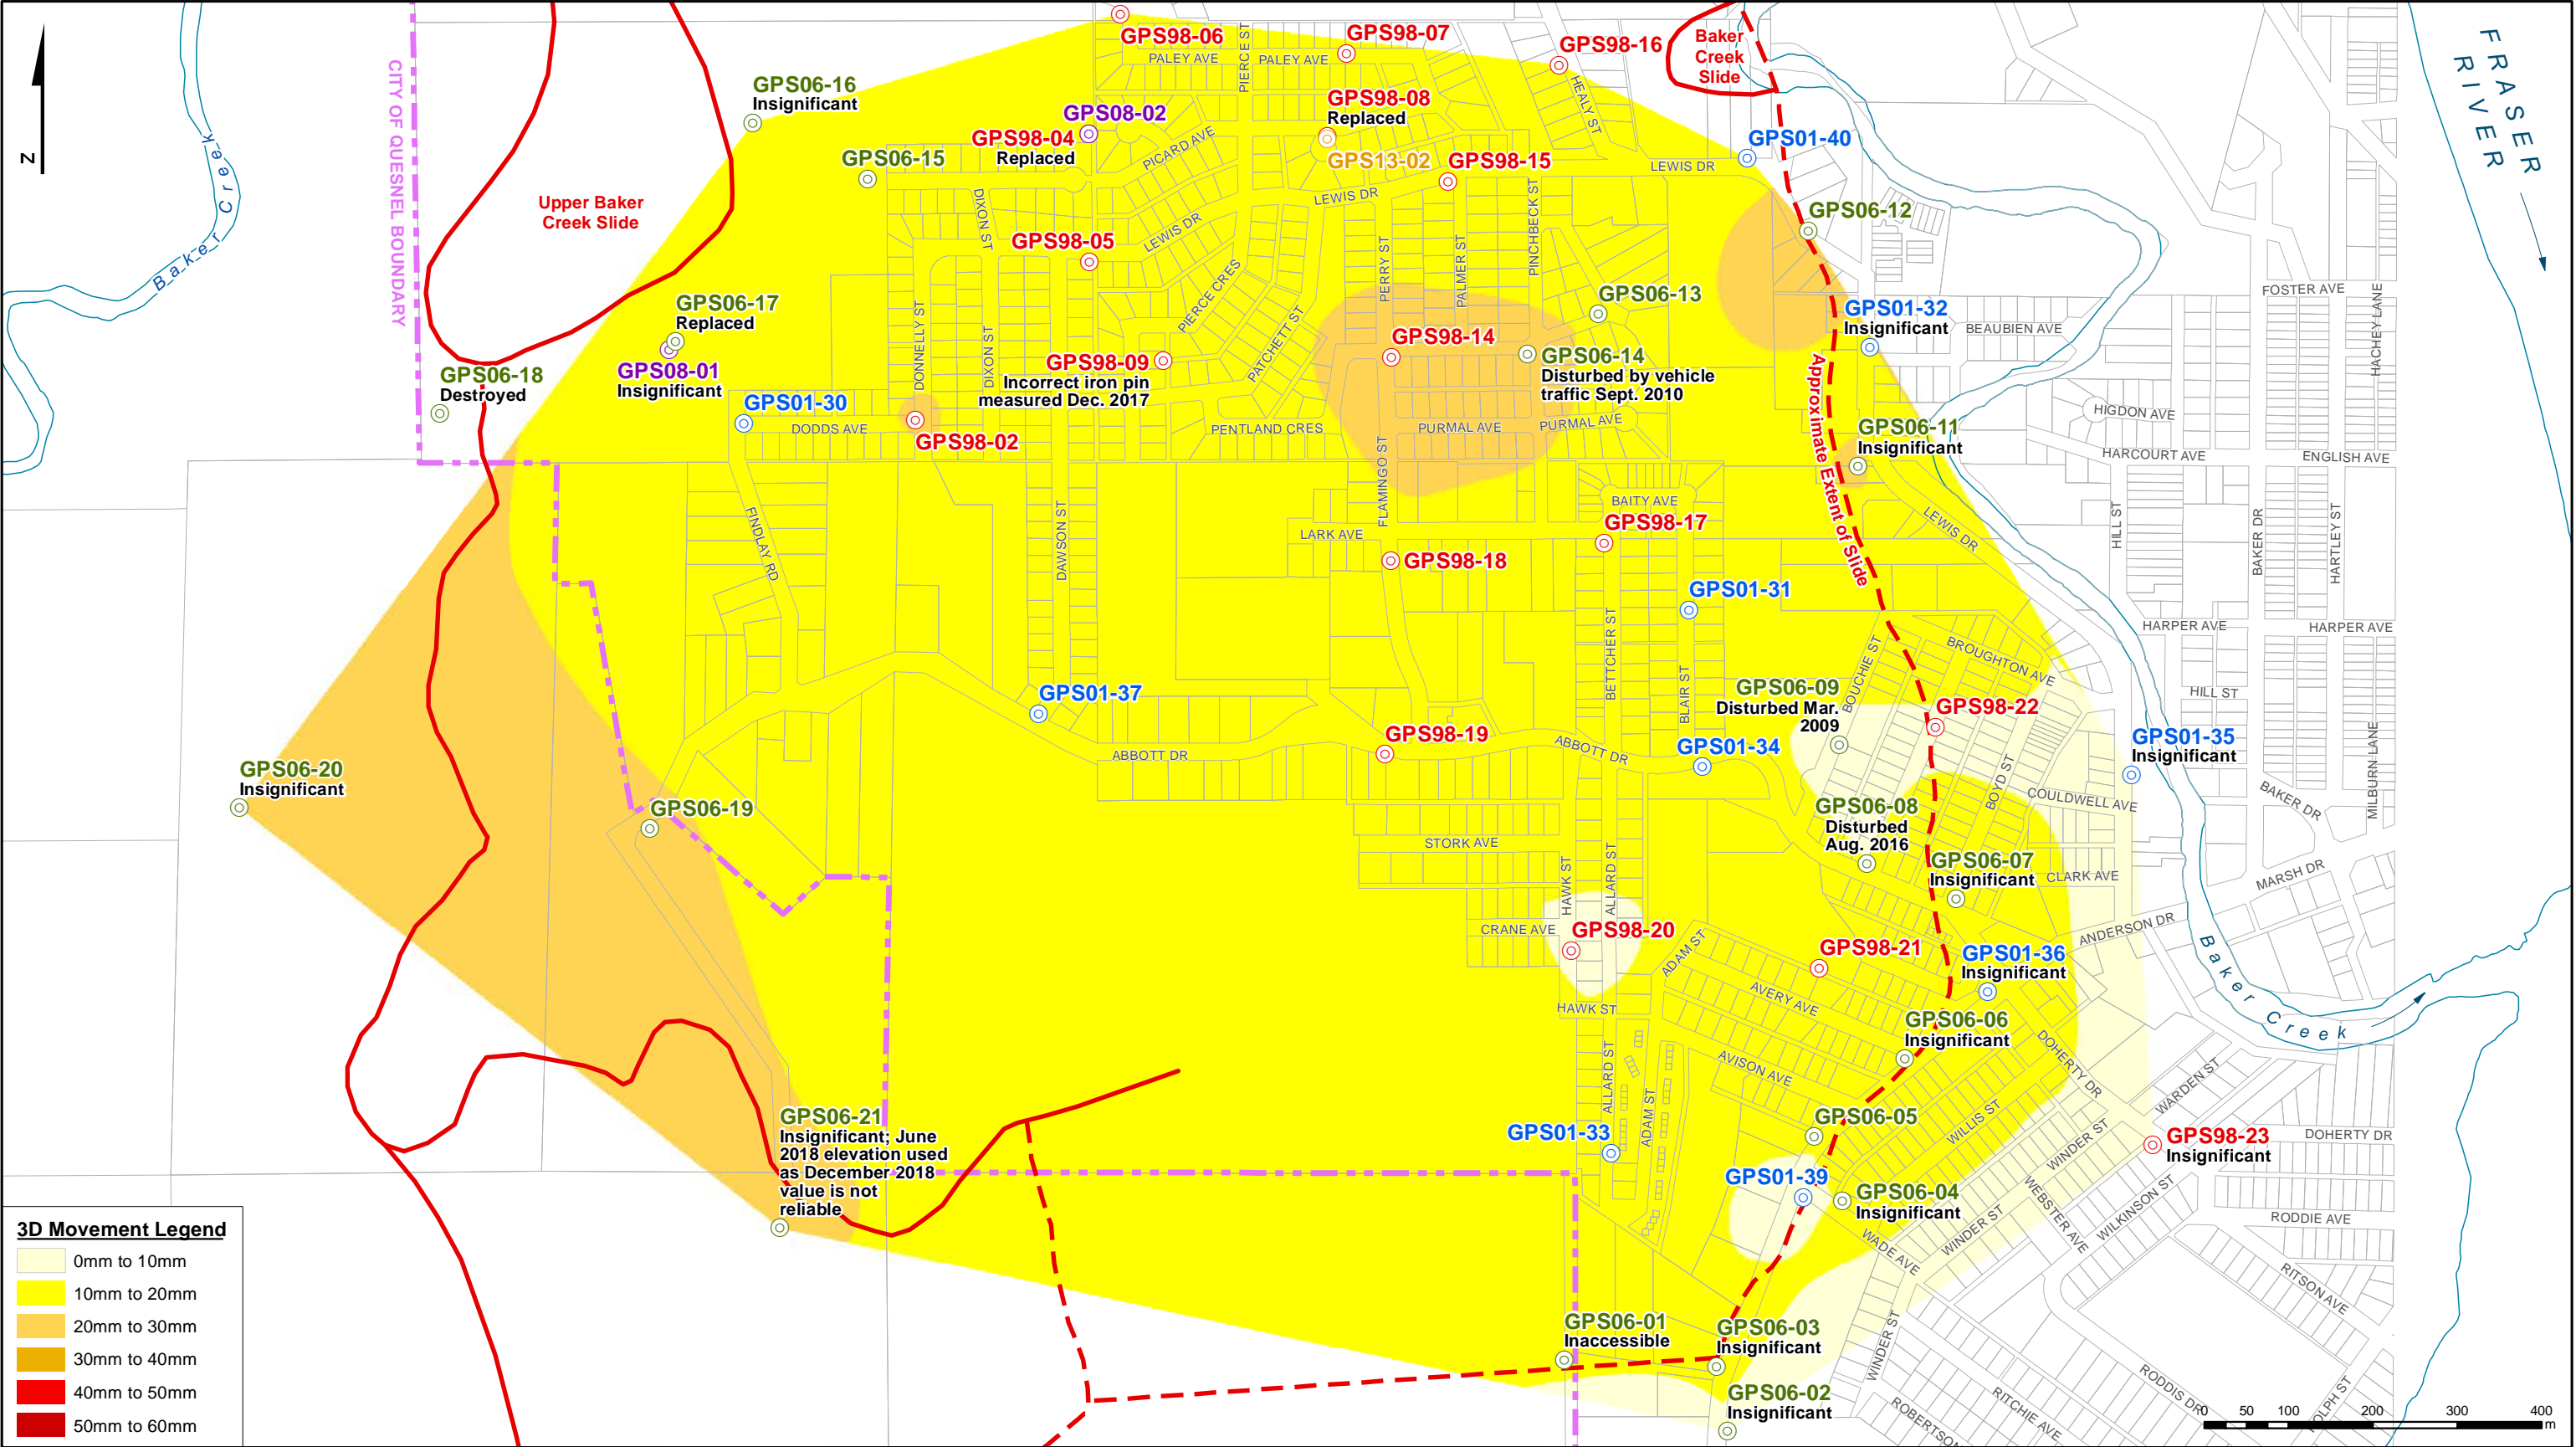 GPS98-06
PALEY AVE
PIERCE ST
PALEY AVE
GPS98-07
GPS98-16
HEALY ST
Baker
Creek
Slide
FRASER
RIVER
N
CITY OF QUESNEL BOUNDARY
Baker Creek
Upper Baker
Creek Slide
GPS06-16
Insignificant
GPS06-15
GPS08-02
GPS98-04
Replaced
PICARD AVE
GPS98-08
Replaced
GPS13-02
GPS98-15
LEWIS DR
LEWIS DR
GPS01-40
GPS06-12
DIXON ST
GPS98-05
LEWIS DR
PIERCE CRES
PATCHETT ST
PERRY ST
PALMER ST
PINCHBECK ST
GPS06-13
GPS98-14
GPS06-14
Disturbed by vehicle
traffic Sept. 2010
GPS01-32
Insignificant
BEAUBIEN AVE
FOSTER AVE
HACHEY LANE
GPS06-17
Replaced
GPS08-01
Insignificant
GPS06-18
Destroyed
GPS01-30
DODDS AVE
DONNELLY ST
DIXON ST
GPS98-02
GPS98-09
Incorrect iron pin
measured Dec. 2017
PENTLAND CRES
FLAMINGO ST
PURMAL AVE
PURMAL AVE
Approximate Extent of Slide
GPS06-11
Insignificant
HIGDON AVE
HARCOURT AVE
ENGLISH AVE
FINDLAY RD
DAWSON ST
LARK AVE
GPS98-18
BAITY AVE
GPS98-17
GPS01-31
LEWIS DR
HILL ST
BAKER DR
HARTLEY ST
HARPER AVE
HARPER AVE
BETTCHER ST
BLAIR ST
BOUCHIE ST
BROUGHTON AVE
GPS01-37
ABBOTT DR
GPS98-19
ABBOTT DR
GPS01-34
GPS06-09
Disturbed Mar.
2009
GPS98-22
BOYD ST
GPS01-35
Insignificant
HILL ST
MILBURN LANE
BAKER DR
COULDWELL AVE
GPS06-20
Insignificant
GPS06-19
STORK AVE
HAWK ST
ALLARD ST
GPS06-08
Disturbed
Aug. 2016
GPS06-07
Insignificant
CLARK AVE
MARSH DR
CRANE AVE
GPS98-20
ADAM ST
GPS98-21
GPS01-36
Insignificant
ANDERSON DR
Baker Creek
HAWK ST
AVERY AVE
GPS06-06
Insignificant
DOHERTY DR
AVISON AVE
ALLARD ST
ADAM ST
GPS01-33
GPS06-05
WILLIS ST
WINDER ST
WARDEN ST
GPS98-23
Insignificant
DOHERTY DR
GPS06-21
Insignificant; June
2018 elevation used
as December 2018
value is not
reliable
GPS01-39
GPS06-04
Insignificant
WADE AVE
WINDER ST
WEBSTER AVE
WILKINSON ST
RODDIE AVE
RITSON AVE
GPS06-01
Inaccessible
GPS06-03
Insignificant
GPS06-02
Insignificant
WINDER ST
RITCHIE AVE
RODDIS DR
3D Movement Legend
0mm to 10mm
10mm to 20mm
20mm to 30mm
30mm to 40mm
40mm to 50mm
50mm to 60mm
0 50 100 200 300 400
m